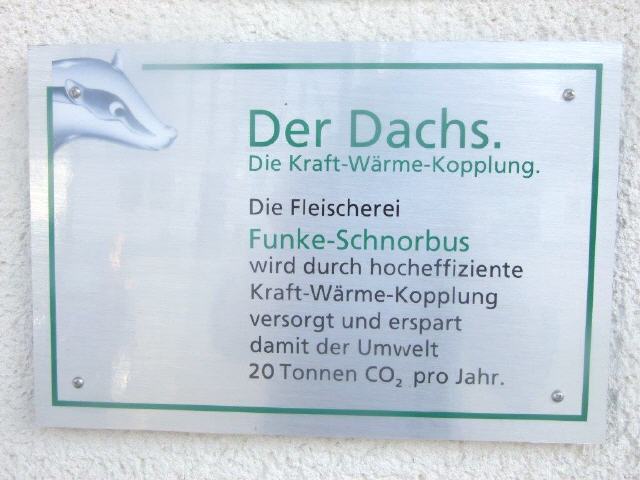 Der Dachs.
Die Kraft-Wärme-Kopplung.
Die Fleischerei
Funke-Schnorbus
wird durch hocheffiziente
Kraft-Wärme-Kopplung
versorgt und erspart
damit der Umwelt
20 Tonnen CO₂ pro Jahr.